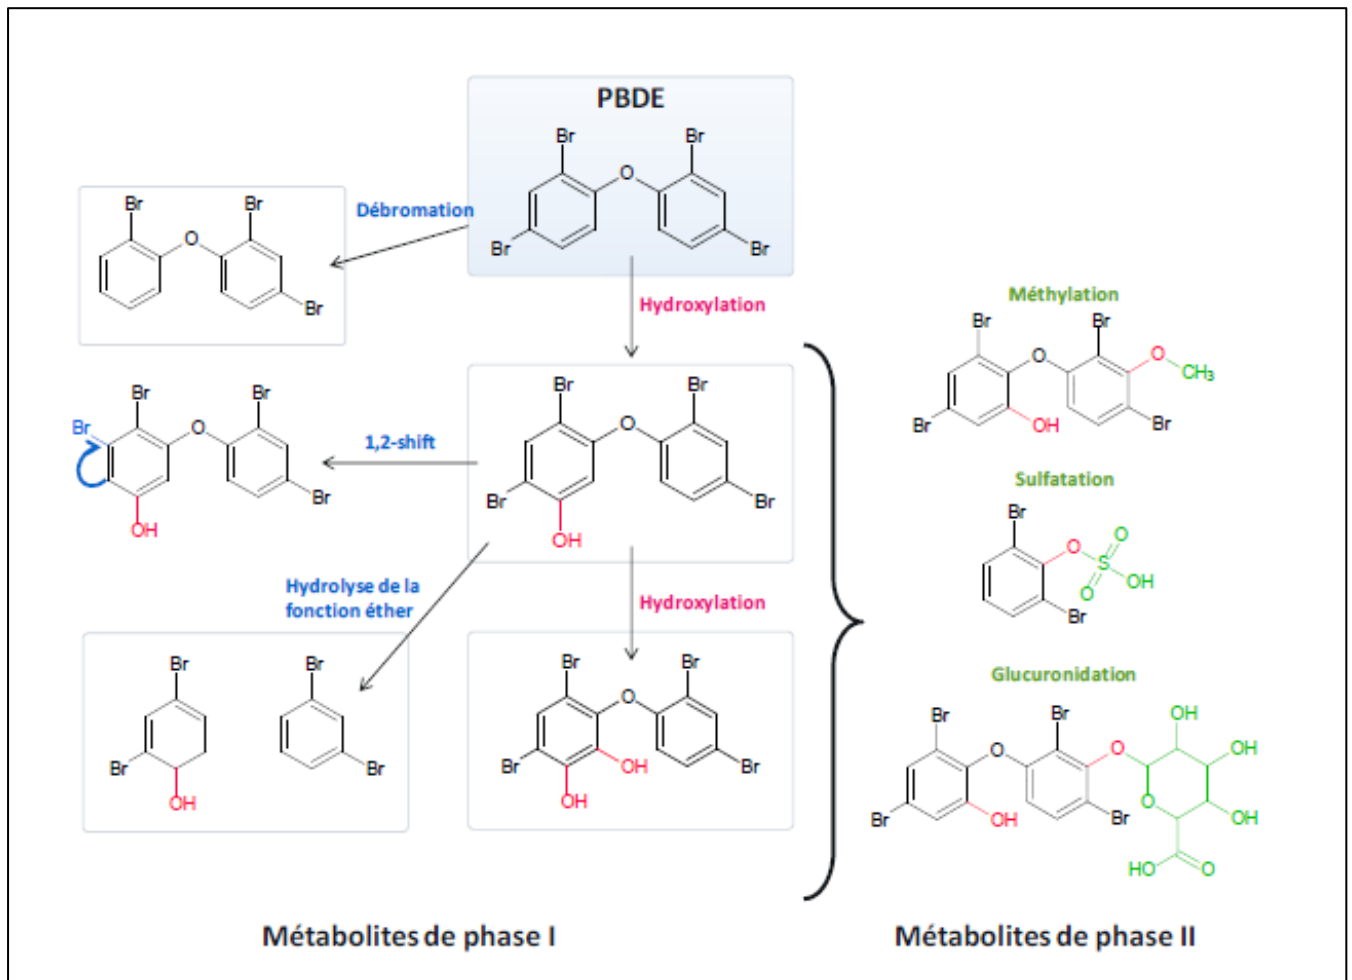 PBDE
Br Br
O
Br Br
Débromation
Br Br
O
Br
Hydroxylation
Br Br
O
Br Br
OH
1,2-shift
Br Br
Br
O
Br
OH
Hydrolyse de la
fonction éther
Br Br
Br Br
OH
Hydroxylation
Br Br
O
Br OH Br
OH
Méthylation
Br Br
O O
CH3
Br OH Br
Sulfatation
Br
O O
S
O OH
Br
Glucuronidation
Br Br OH
O O OH
O
Br OH Br OH
HO O
Métabolites de phase I
Métabolites de phase II